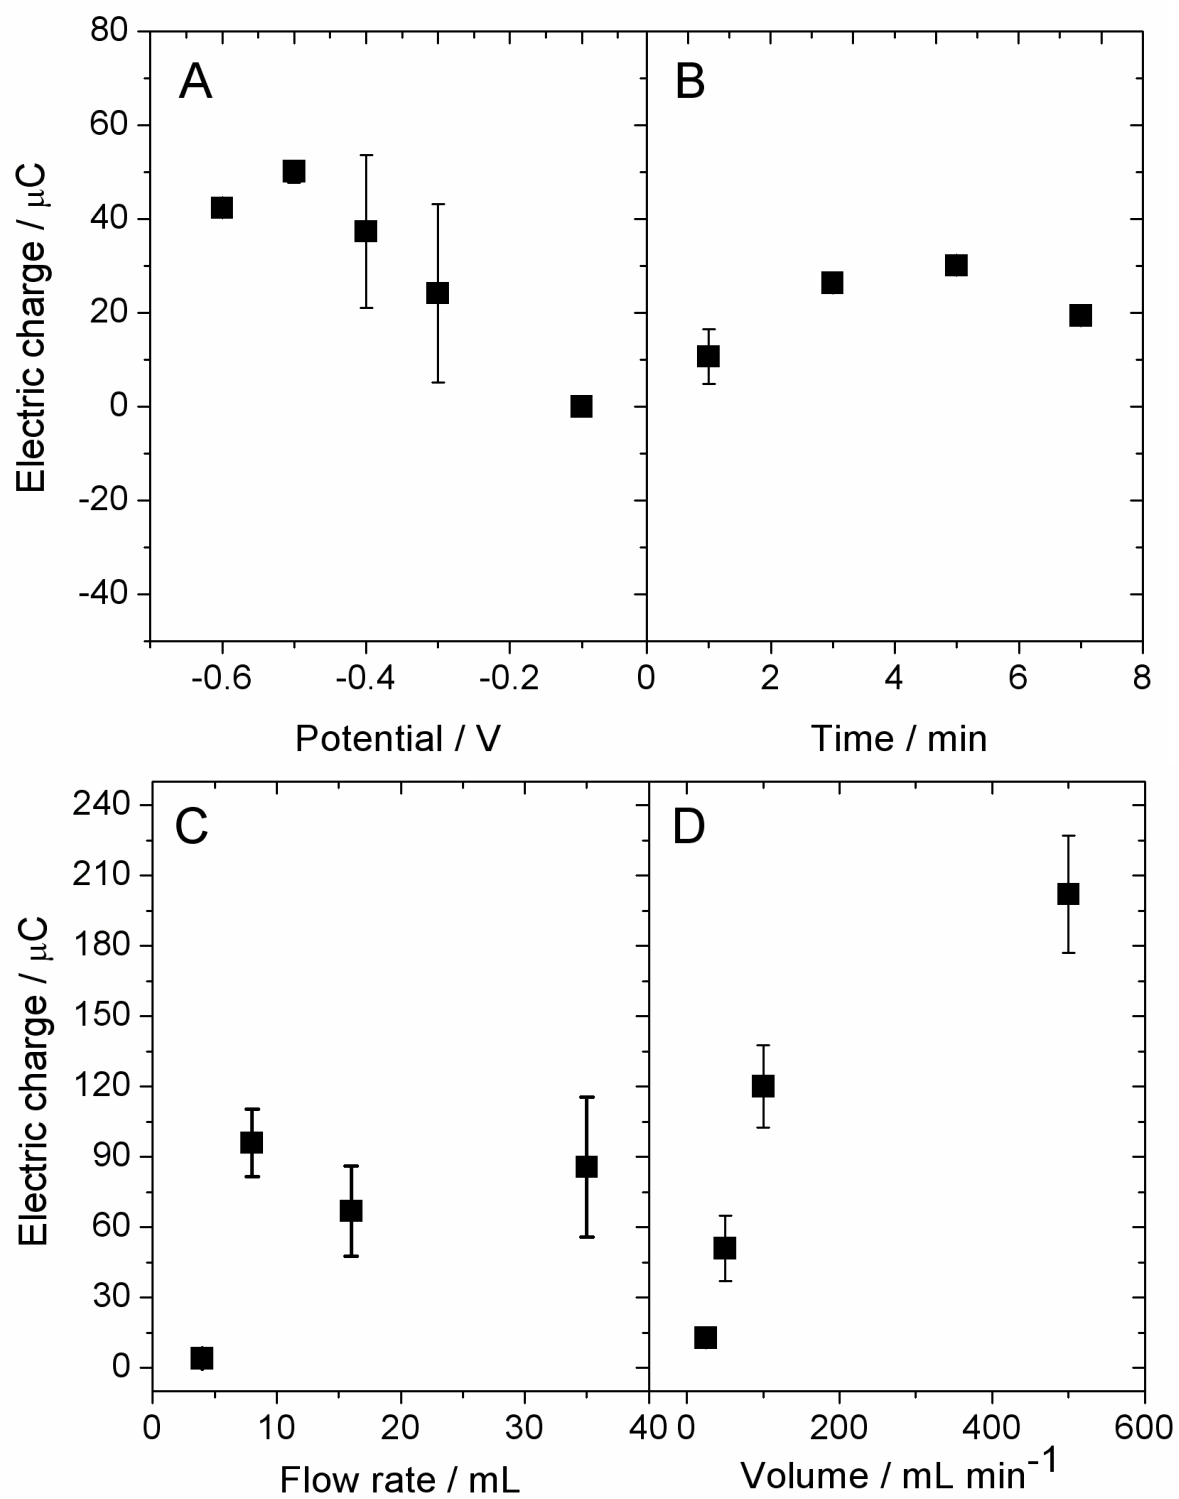 80
60
40
20
0
-20
-40
Electric charge / μC
A
B
-0.6 -0.4 -0.2 0 2 4 6 8
Potential / V Time / min
240
210
180
150
120
90
60
30
0
Electric charge / μC
C
D
0 10 20 30 40 0 200 400 600
Flow rate / mL Volume / mL min⁻¹